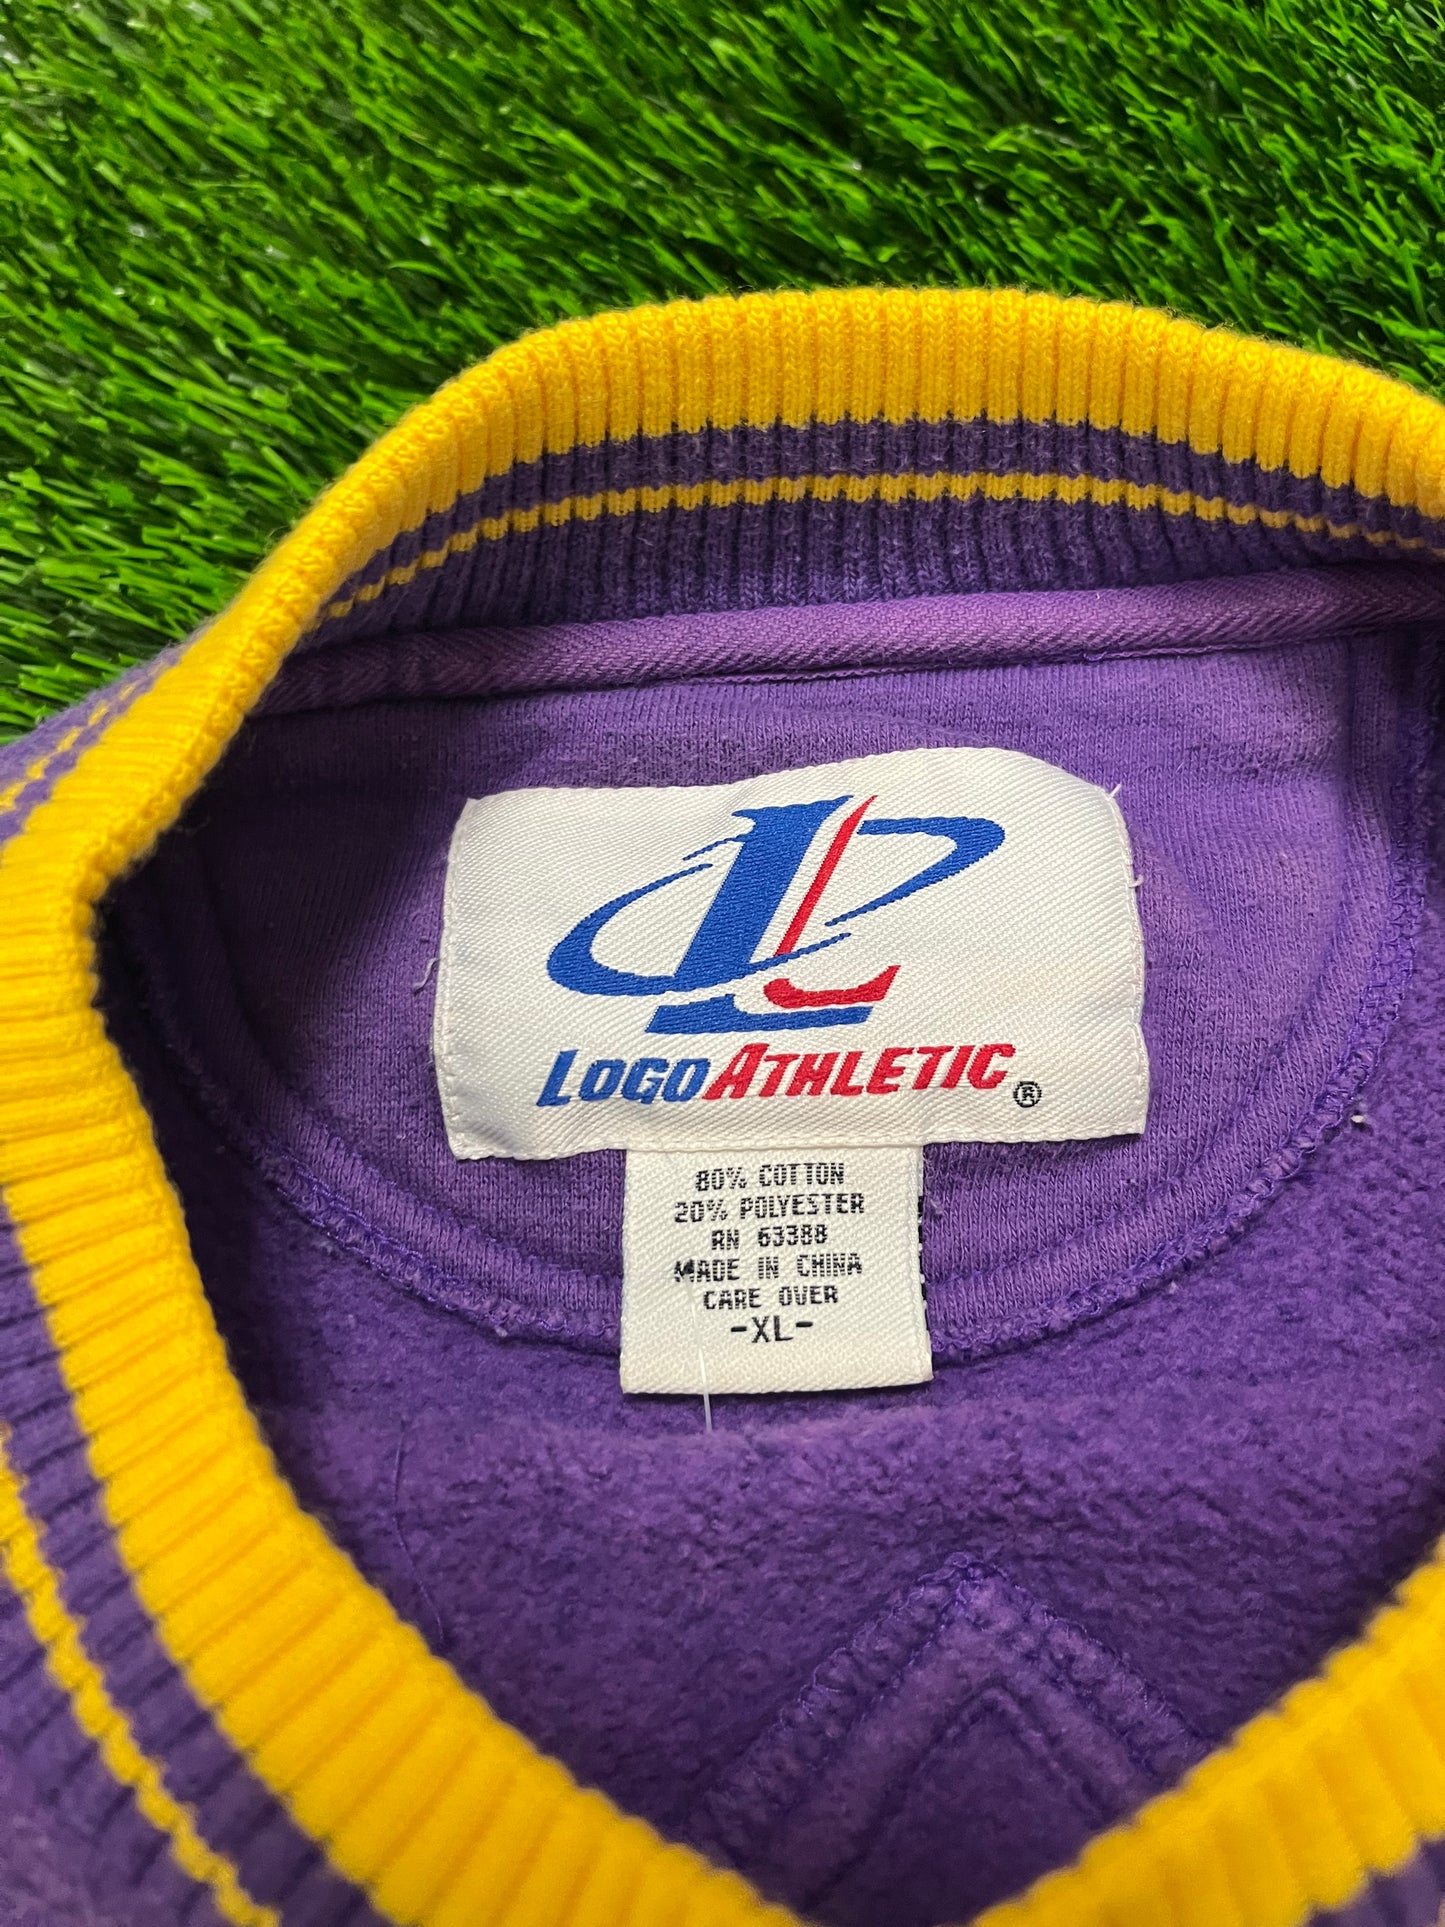 LOGO ATHLETIC ®
80% COTTON
20% POLYESTER
RN 63388
MADE IN CHINA
CARE OVER
-XL-